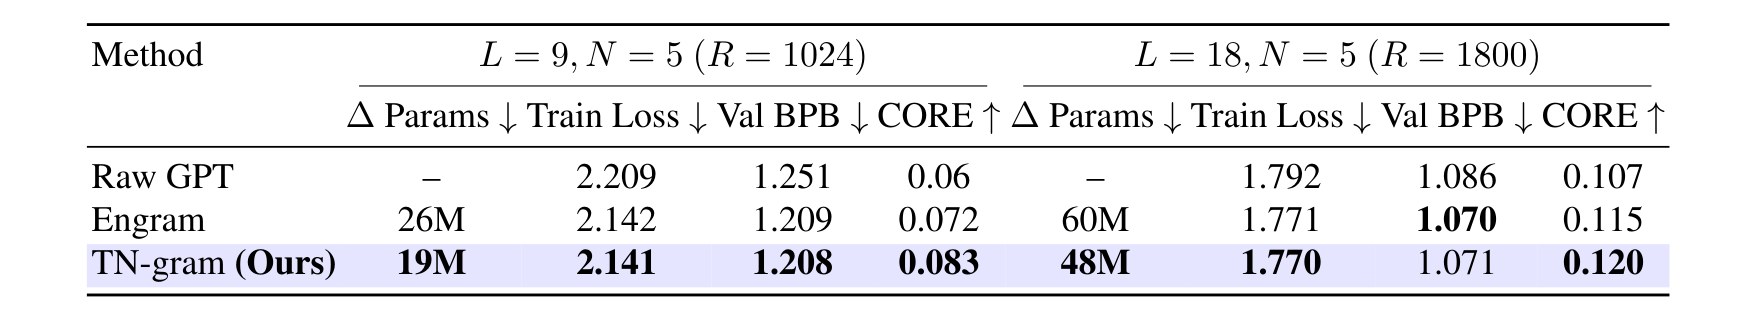 Method L = 9, N = 5 (R = 1024) L = 18, N = 5 (R = 1800)
Δ Params ↓ Train Loss ↓ Val BPB ↓ CORE ↑ Δ Params ↓ Train Loss ↓ Val BPB ↓ CORE ↑
Raw GPT – 2.209 1.251 0.06 – 1.792 1.086 0.107
Engram 26M 2.142 1.209 0.072 60M 1.771 1.070 0.115
TN-gram (Ours) 19M 2.141 1.208 0.083 48M 1.770 1.071 0.120